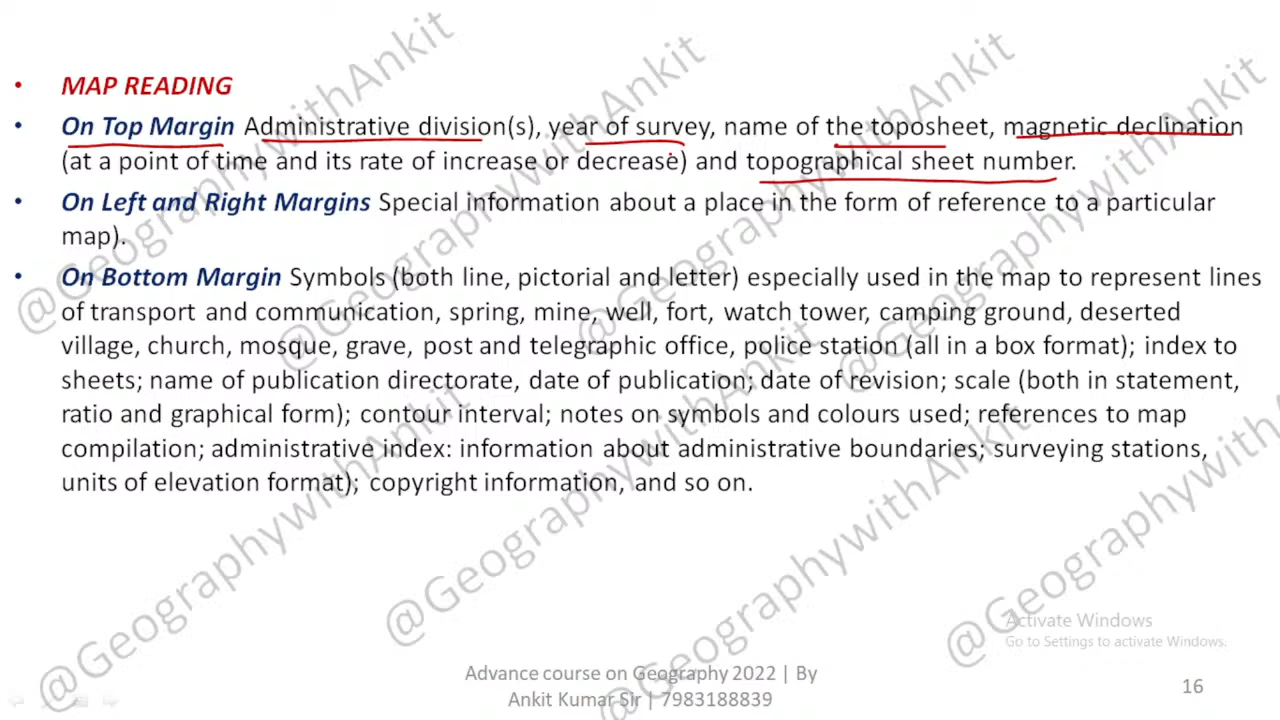 • MAP READING
• On Top Margin Administrative division(s), year of survey, name of the toposheet, magnetic declination
(at a point of time and its rate of increase or decrease) and topographical sheet number.
• On Left and Right Margins Special information about a place in the form of reference to a particular
map).
• On Bottom Margin Symbols (both line, pictorial and letter) especially used in the map to represent lines
of transport and communication, spring, mine, well, fort, watch tower, camping ground, deserted
village, church, mosque, grave, post and telegraphic office, police station (all in a box format); index to
sheets; name of publication directorate, date of publication; date of revision; scale (both in statement,
ratio and graphical form); contour interval; notes on symbols and colours used; references to map
compilation; administrative index: information about administrative boundaries; surveying stations,
units of elevation format); copyright information, and so on.
@GeographywithAnkit
@GeographywithAnkit
@GeographywithAnkit
@GeographywithAnkit
@GeographywithAnkit
@GeographywithAnkit
@GeographywithAnkit
@GeographywithAnkit
Activate Windows
Go to Settings to activate Windows.
Advance course on Geography 2022 | By
Ankit Kumar Sir | 7983188839
16